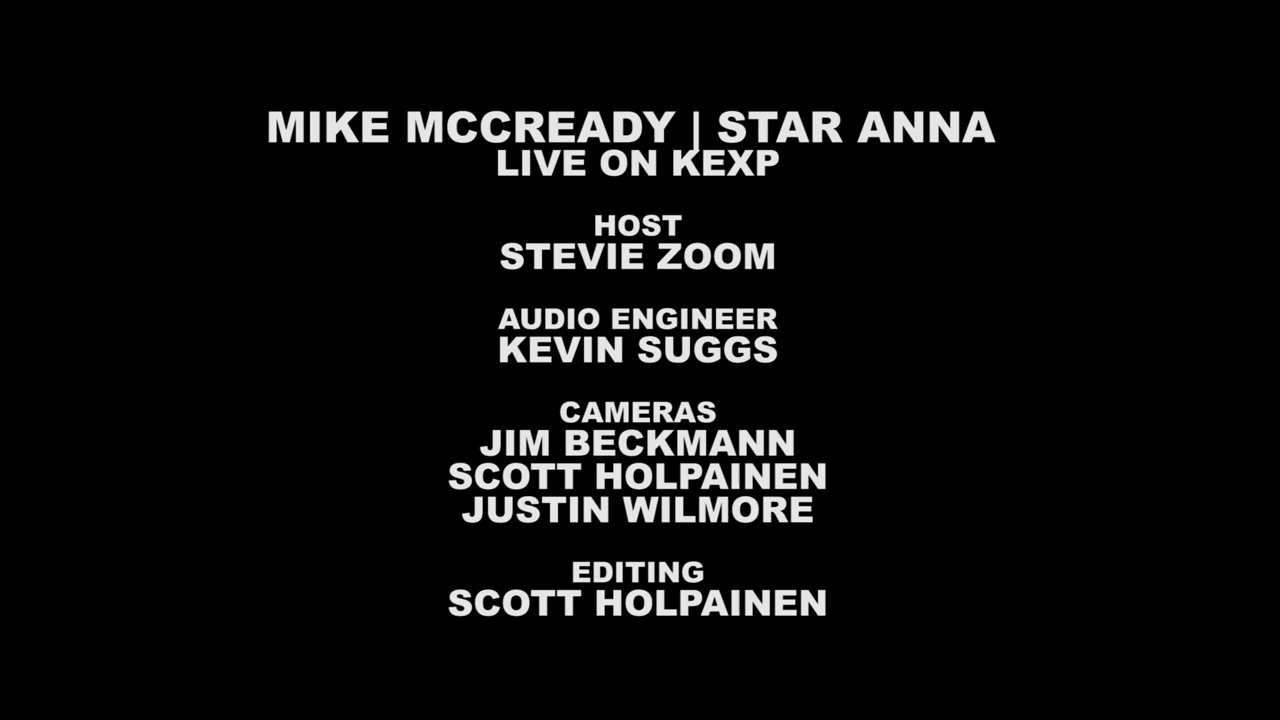 MIKE MCCREADY | STAR ANNA
LIVE ON KEXP
HOST
STEVIE ZOOM
AUDIO ENGINEER
KEVIN SUGGS
CAMERAS
JIM BECKMANN
SCOTT HOLPAINEN
JUSTIN WILMORE
EDITING
SCOTT HOLPAINEN